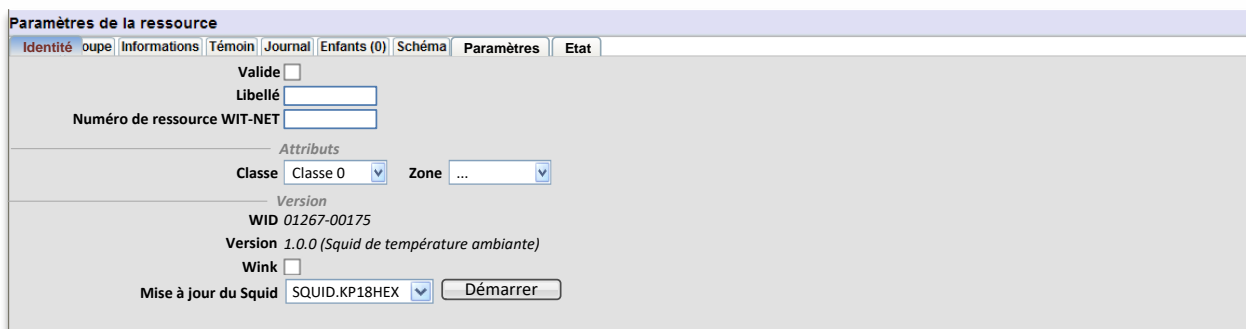 Paramètres de la ressource
Identité oupe Informations Témoin Journal Enfants (0) Schéma Paramètres Etat
Valide
Libellé
Numéro de ressource WIT-NET
Attributs
Classe Classe 0 Zone ...
Version
WID 01267-00175
Version 1.0.0 (Squid de température ambiante)
Wink
Mise à jour du Squid SQUID.KP18HEX Démarrer